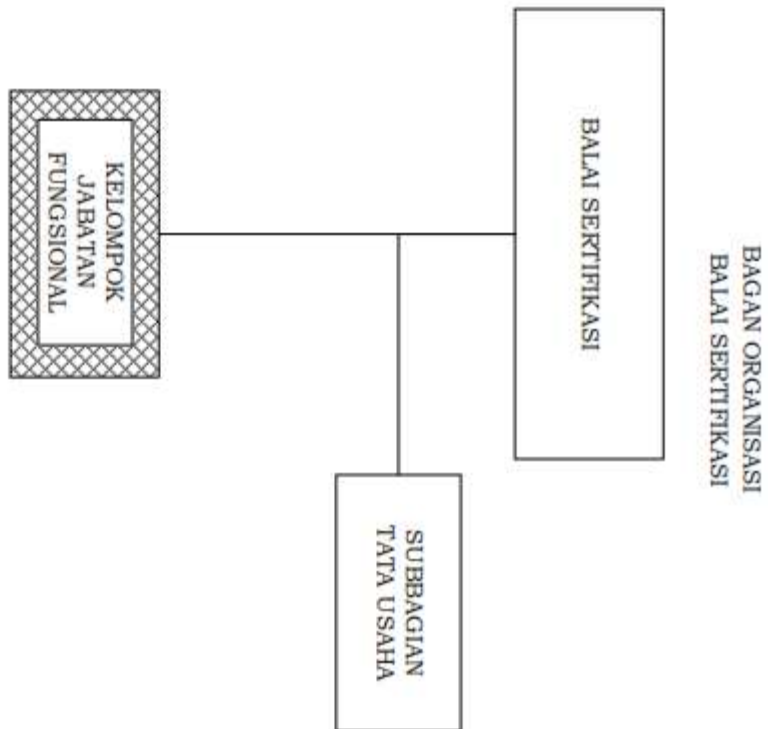 BAGAN ORGANISASI
BALAI SERTIFIKASI
BALAI SERTIFIKASI
SUBBAGIAN
TATA USAHA
KELOMPOK
JABATAN
FUNGSIONAL